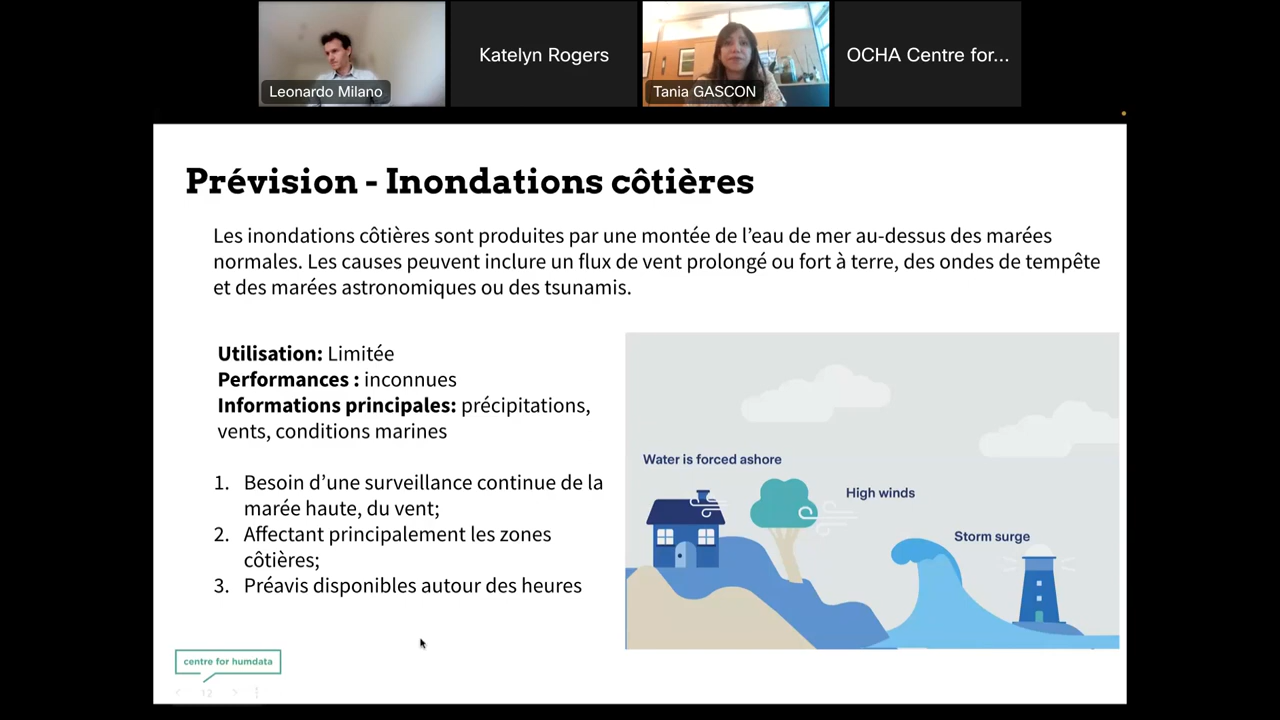 Leonardo Milano
Katelyn Rogers
Tania GASCON
OCHA Centre for...
Prévision - Inondations côtières
Les inondations côtières sont produites par une montée de l'eau de mer au-dessus des marées
normales. Les causes peuvent inclure un flux de vent prolongé ou fort à terre, des ondes de tempête
et des marées astronomiques ou des tsunamis.
Utilisation: Limitée
Performances : inconnues
Informations principales: précipitations,
vents, conditions marines
1. Besoin d'une surveillance continue de la
marée haute, du vent;
2. Affectant principalement les zones
côtières;
3. Préavis disponibles autour des heures
Water is forced ashore
High winds
Storm surge
centre for humdata
12